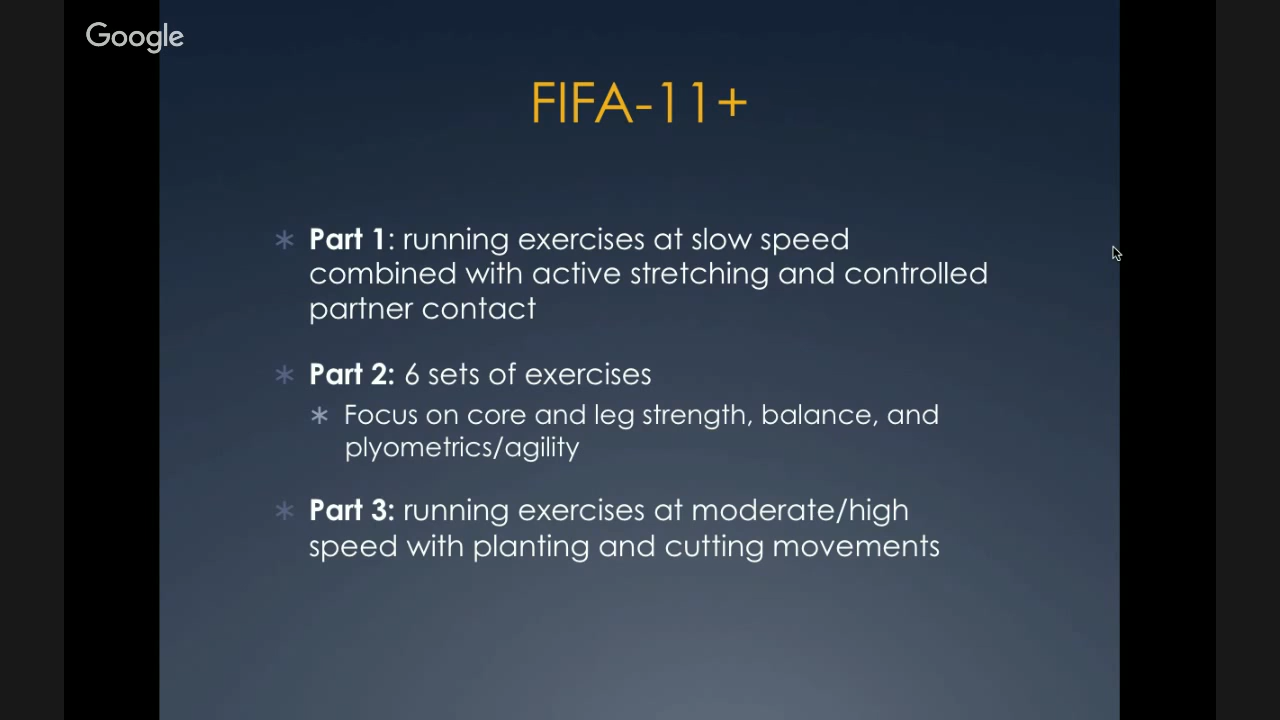 Google
FIFA-11+
* Part 1: running exercises at slow speed
combined with active stretching and controlled
partner contact
* Part 2: 6 sets of exercises
* Focus on core and leg strength, balance, and
plyometrics/agility
* Part 3: running exercises at moderate/high
speed with planting and cutting movements